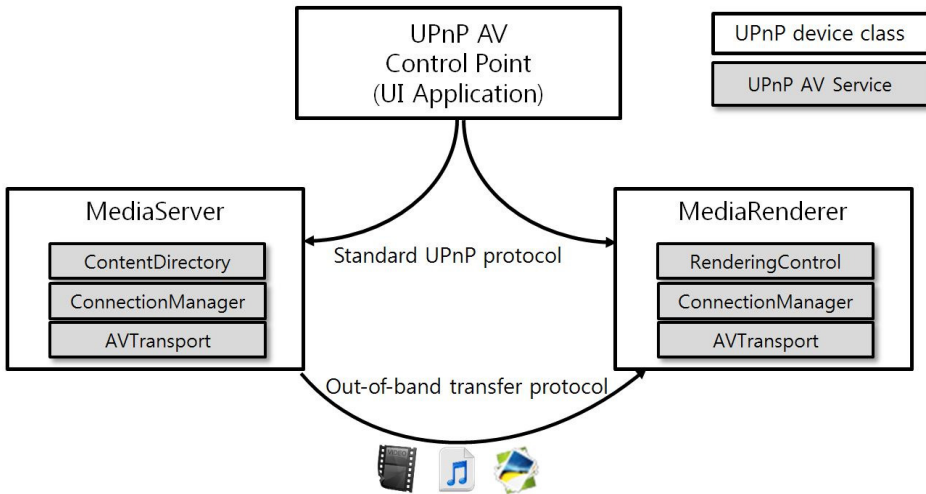 UPnP AV
Control Point
(UI Application)
UPnP device class
UPnP AV Service
MediaServer
ContentDirectory
ConnectionManager
AVTransport
Standard UPnP protocol
MediaRenderer
RenderingControl
ConnectionManager
AVTransport
Out-of-band transfer protocol
VIDEO